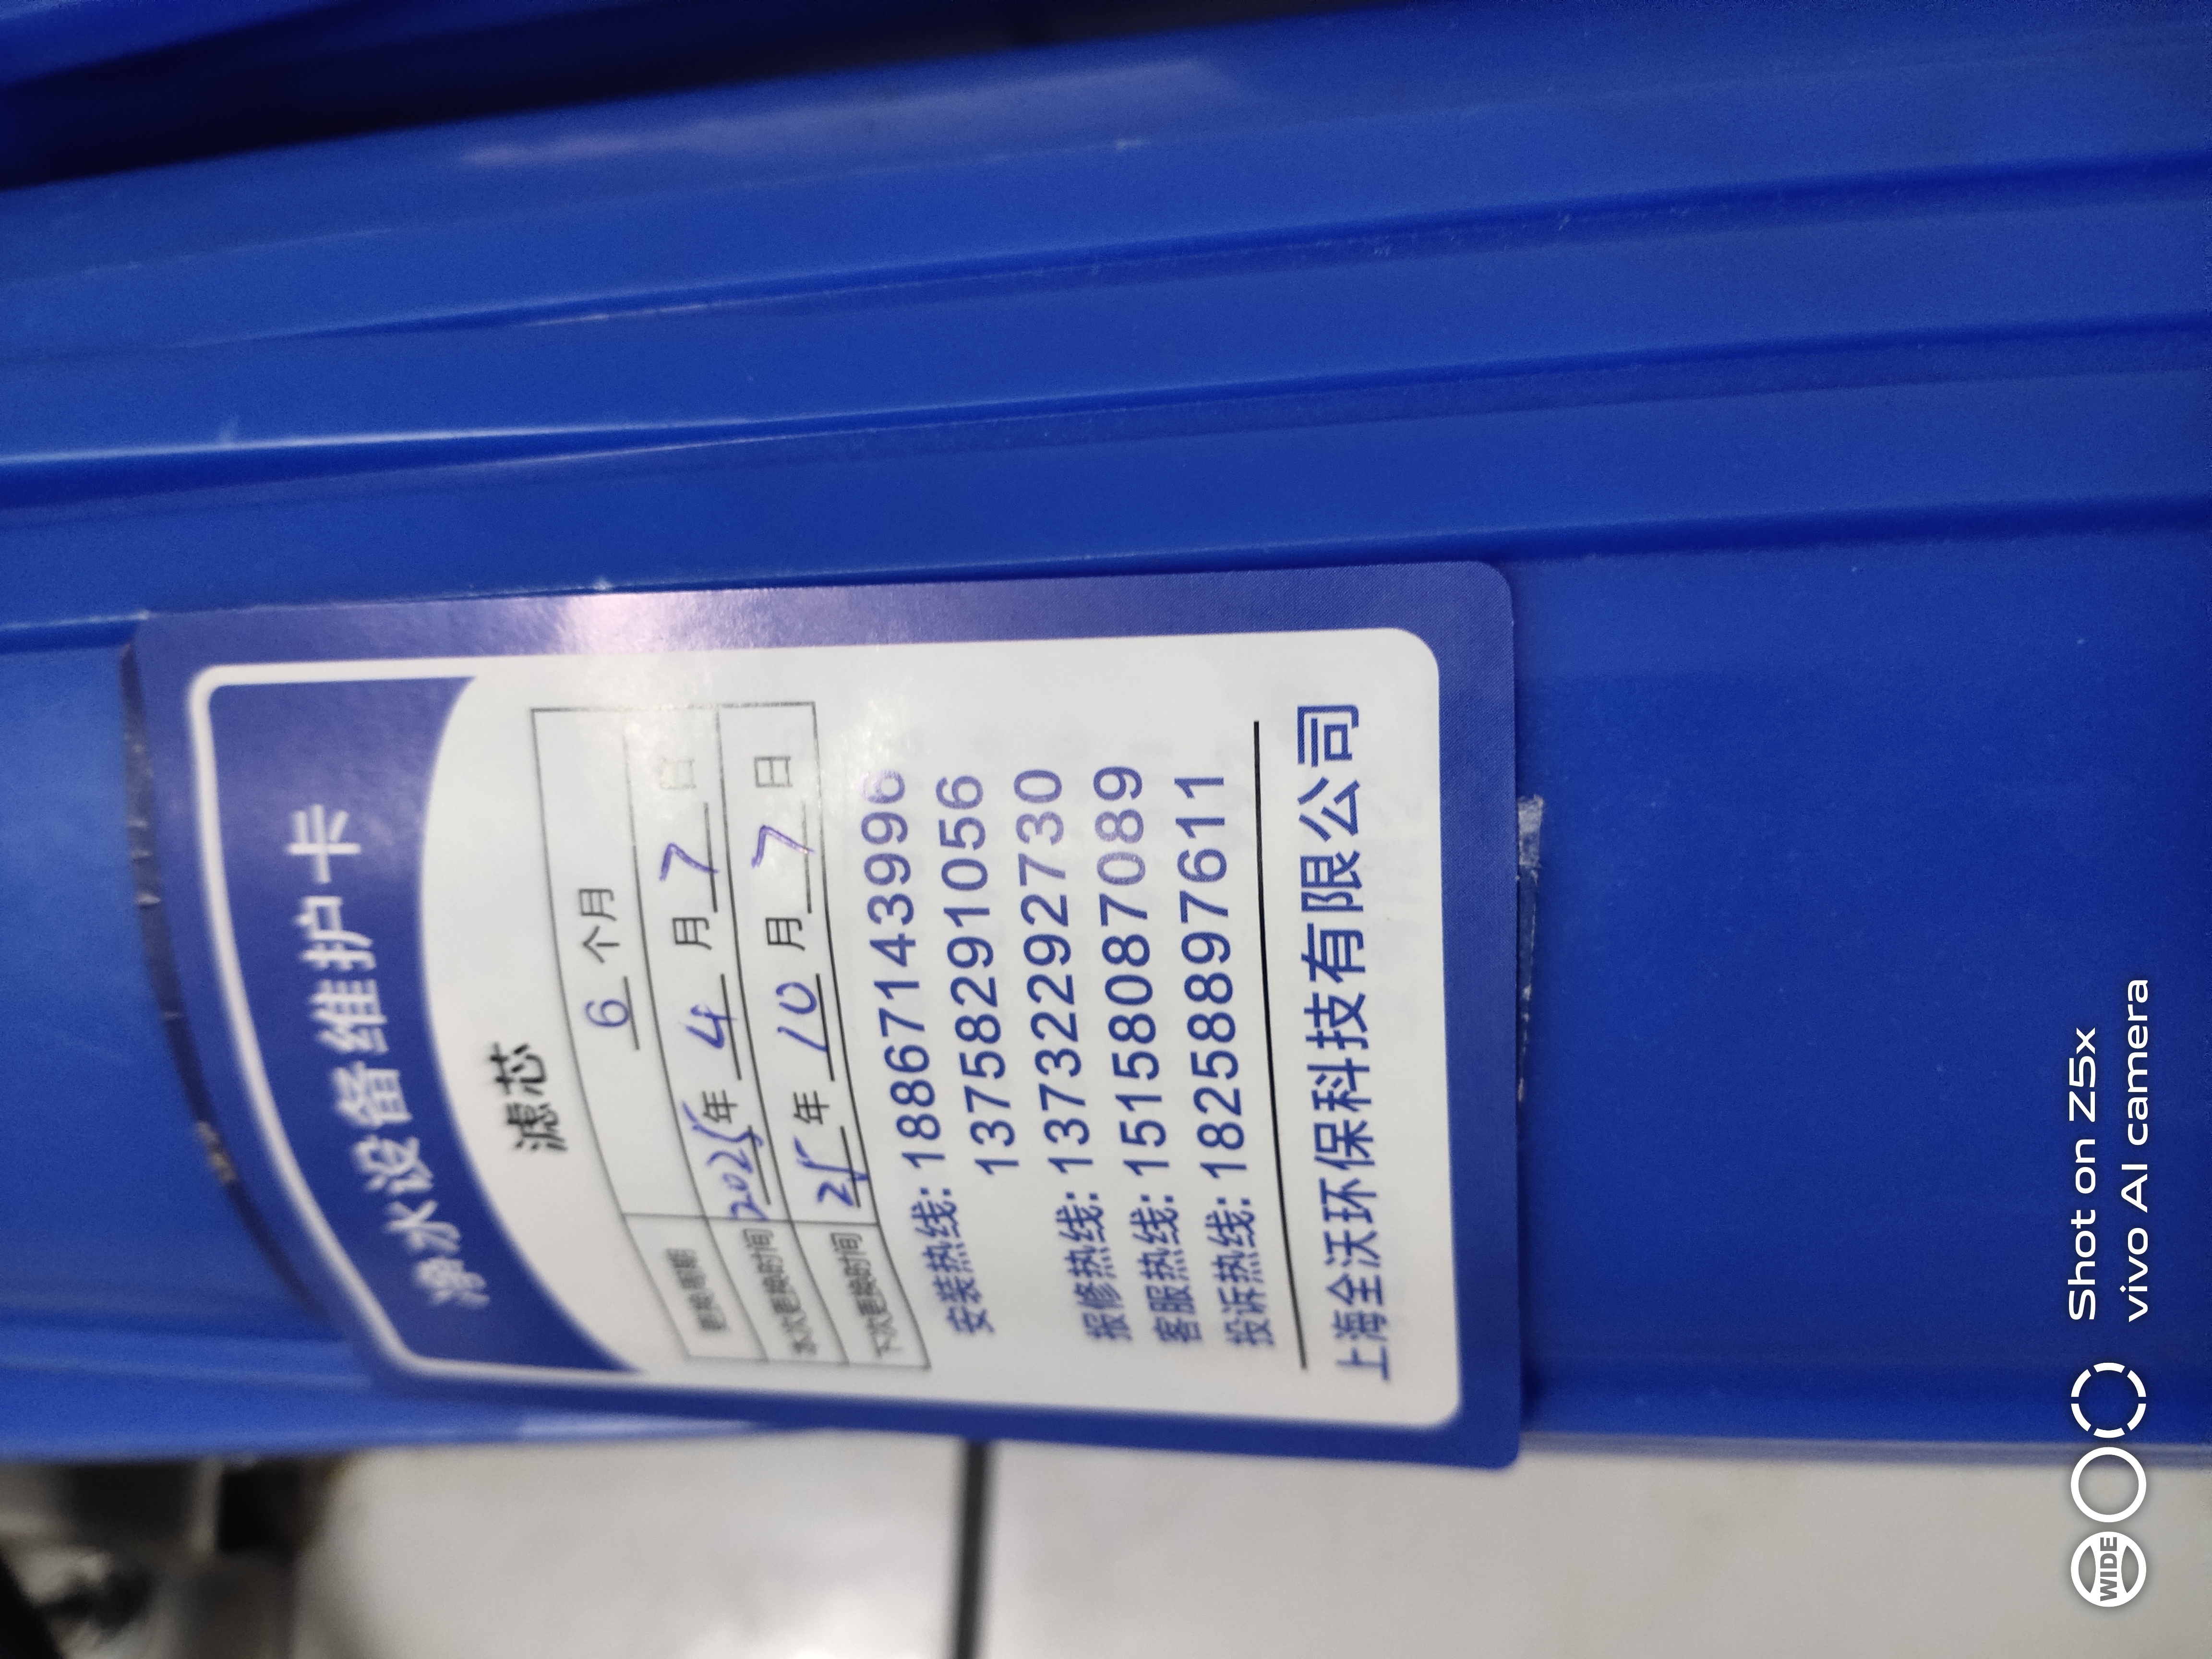 净水设备维护卡
滤芯
更换周期 6 个月
本次更换时间 2025 年 4 月 7 日
下次更换时间 25 年 10 月 7 日
安装热线: 18867143996
13758291056
报修热线: 13732292730
客服热线: 15158087089
投诉热线: 18258897611
上海全沃环保科技有限公司
Shot on Z5x
vivo AI camera
WIDE